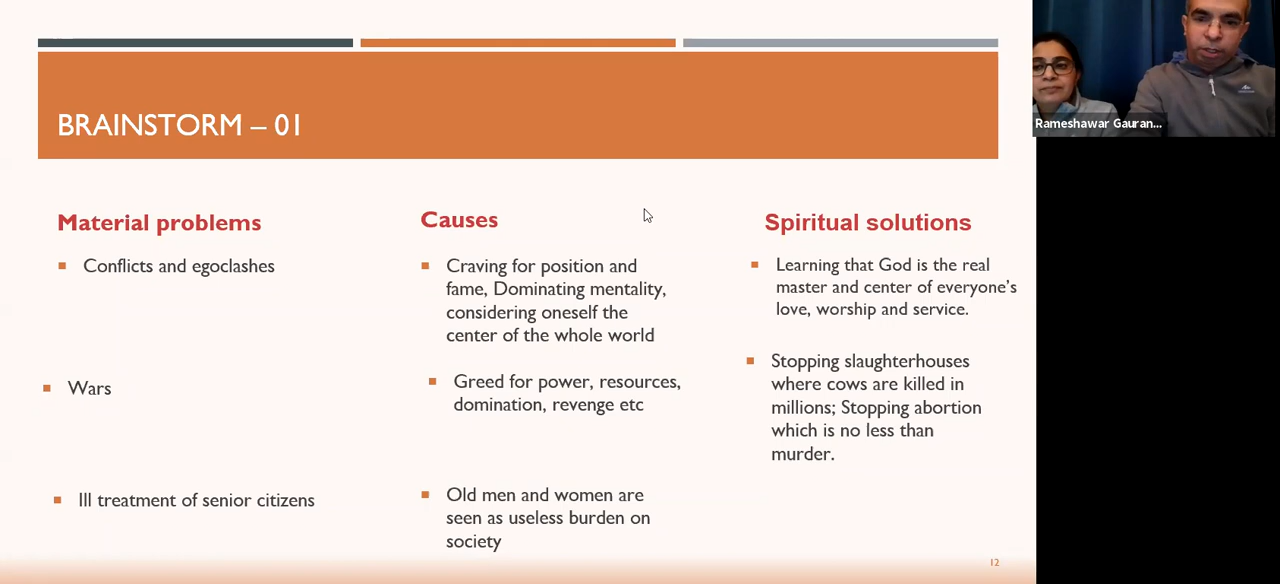 BRAINSTORM – 01
Material problems
Conflicts and egoclashes
Wars
Ill treatment of senior citizens
Causes
Craving for position and
fame, Dominating mentality,
considering oneself the
center of the whole world
Greed for power, resources,
domination, revenge etc
Old men and women are
seen as useless burden on
society
Spiritual solutions
Learning that God is the real
master and center of everyone's
love, worship and service.
Stopping slaughterhouses
where cows are killed in
millions; Stopping abortion
which is no less than
murder.
12
Rameshawar Gauran...